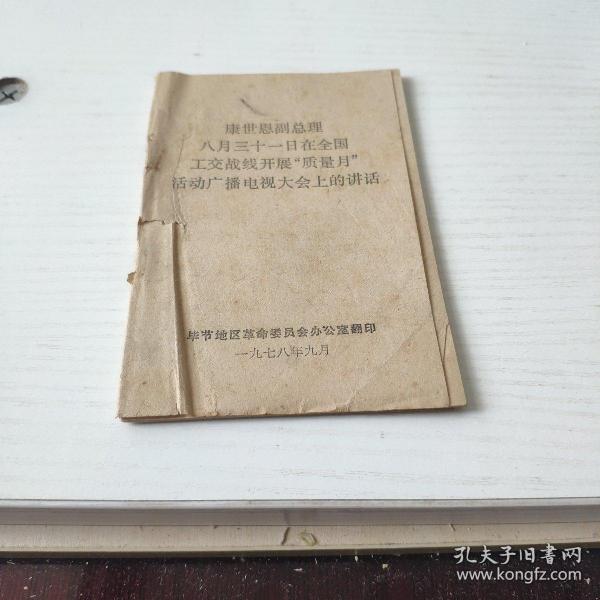 康世恩副总理
八月三十一日在全国
工交战线开展“质量月”
活动广播电视大会上的讲话
毕节地区革命委员会办公室翻印
一九七八年九月
孔夫子旧书网
www.kongfz.com